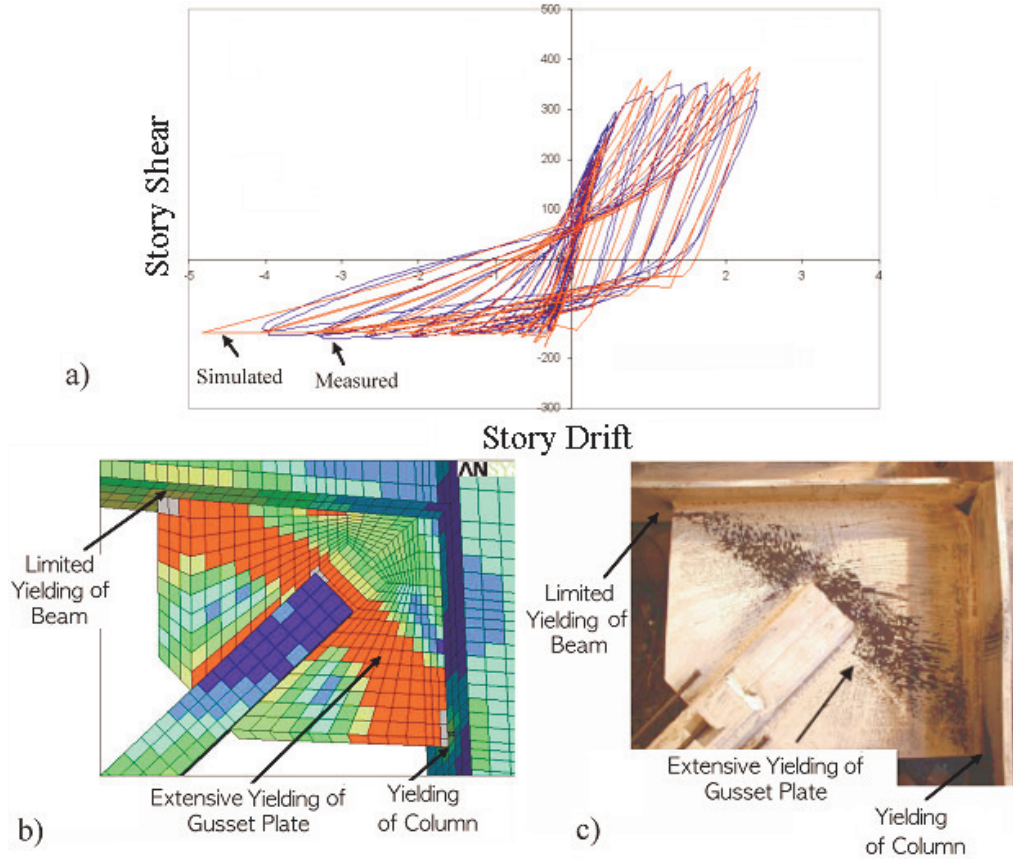 500
400
300
200
100
-200
-300
-5
-4
-3
-2
-1
1
2
3
4
Story Shear
Story Drift
Simulated
Measured
a)
AN
Limited
Yielding of
Beam
Extensive Yielding of
Gusset Plate
Yielding
of Column
b)
Limited
Yielding of
Beam
Extensive Yielding of
Gusset Plate
Yielding
of Column
c)